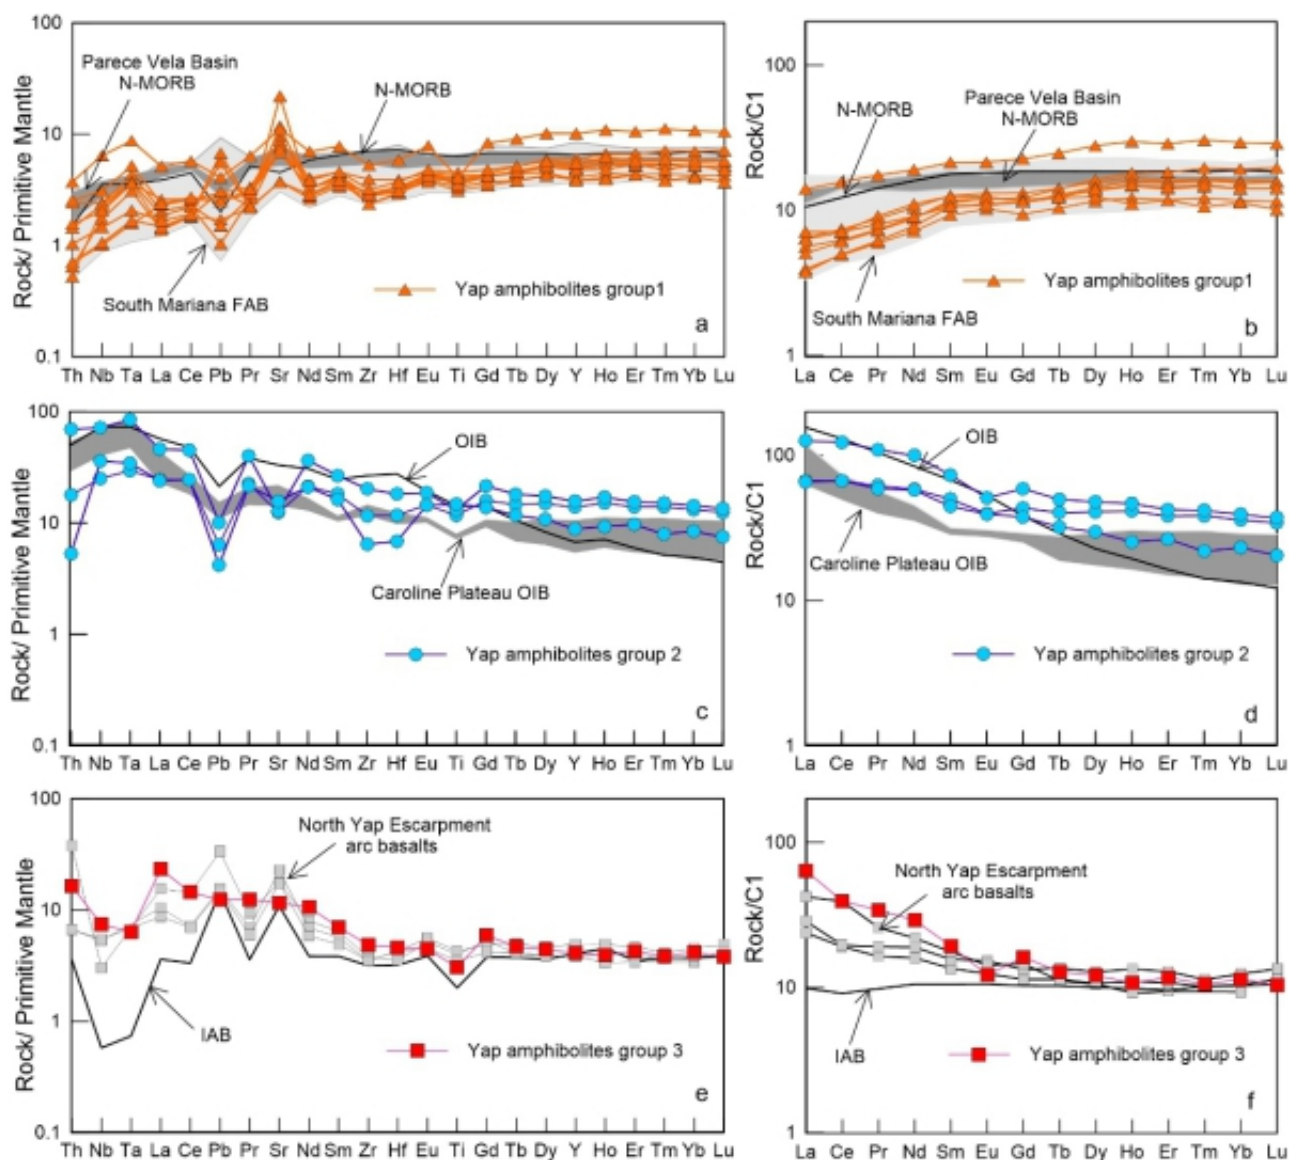 100
10
1
0.1
Rock/ Primitive Mantle
Parece Vela Basin
N-MORB
N-MORB
South Mariana FAB
Yap amphibolites group1
a
Th Nb Ta La Ce Pb Pr Sr Nd Sm Zr Hf Eu Ti Gd Tb Dy Y Ho Er Tm Yb Lu
100
10
1
Rock/C1
N-MORB
Parece Vela Basin
N-MORB
Yap amphibolites group1
South Mariana FAB
b
La Ce Pr Nd Sm Eu Gd Tb Dy Ho Er Tm Yb Lu
100
10
1
0.1
Rock/ Primitive Mantle
OIB
Caroline Plateau OIB
Yap amphibolites group 2
c
Th Nb Ta La Ce Pb Pr Sr Nd Sm Zr Hf Eu Ti Gd Tb Dy Y Ho Er Tm Yb Lu
100
10
1
Rock/C1
OIB
Caroline Plateau OIB
Yap amphibolites group 2
d
La Ce Pr Nd Sm Eu Gd Tb Dy Ho Er Tm Yb Lu
100
10
1
0.1
Rock/ Primitive Mantle
North Yap Escarpment
arc basalts
IAB
Yap amphibolites group 3
e
Th Nb Ta La Ce Pb Pr Sr Nd Sm Zr Hf Eu Ti Gd Tb Dy Y Ho Er Tm Yb Lu
100
10
1
Rock/C1
North Yap Escarpment
arc basalts
IAB
Yap amphibolites group 3
f
La Ce Pr Nd Sm Eu Gd Tb Dy Ho Er Tm Yb Lu